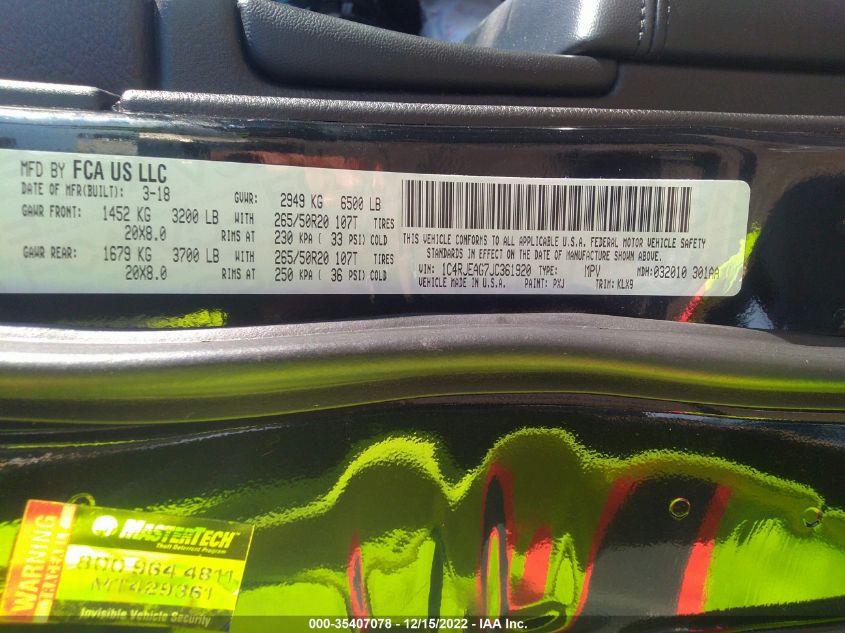 MFD BY FCA US LLC
DATE OF MFR(BUILT): 3-18 GVWR: 2949 KG 6500 LB
GAWR FRONT: 1452 KG 3200 LB WITH 265/50R20 107T TIRES
20X8.0 RIMS AT 230 KPA ( 33 PSI) COLD
GAWR REAR: 1679 KG 3700 LB WITH 265/50R20 107T TIRES
20X8.0 RIMS AT 250 KPA ( 36 PSI) COLD
THIS VEHICLE CONFORMS TO ALL APPLICABLE U.S.A. FEDERAL MOTOR VEHICLE SAFETY
STANDARDS IN EFFECT ON THE DATE OF MANUFACTURE SHOWN ABOVE.
VIN: 1C4RJEAG7JC361920 TYPE: MPV MDH: 032010 301AA
VEHICLE MADE IN U.S.A. PAINT: PXJ TRIM: KLX9
WARNING
MASTERTECH
Theft Deterrent Program
800 964 4811
MT429361
Invisible Vehicle Security
000-35407078 - 12/15/2022 - IAA Inc.